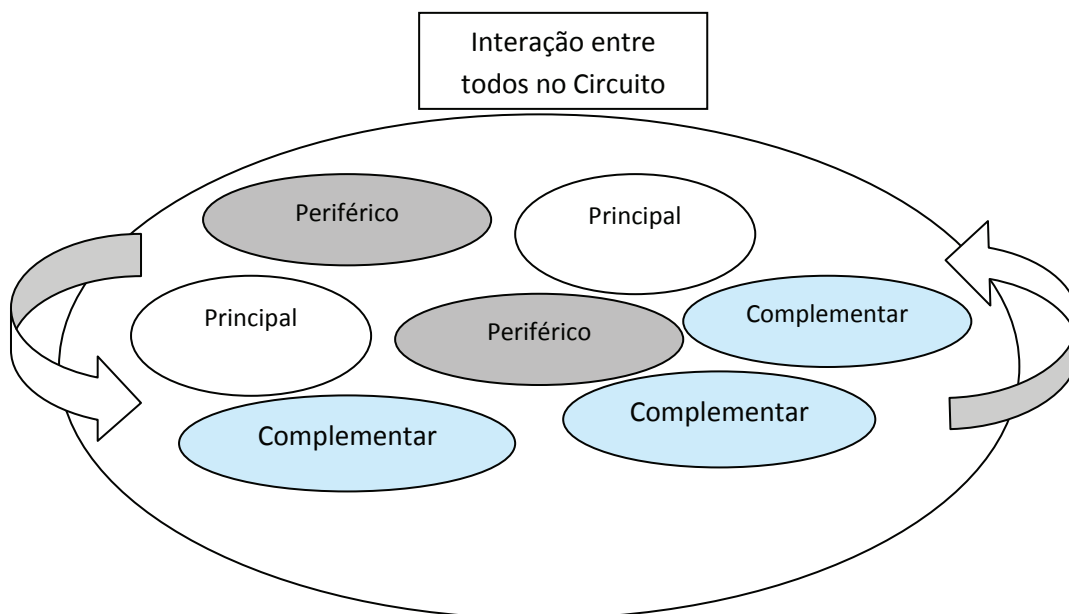 Interação entre
todos no Circuito
Periférico
Principal
Principal
Periférico
Complementar
Complementar
Complementar